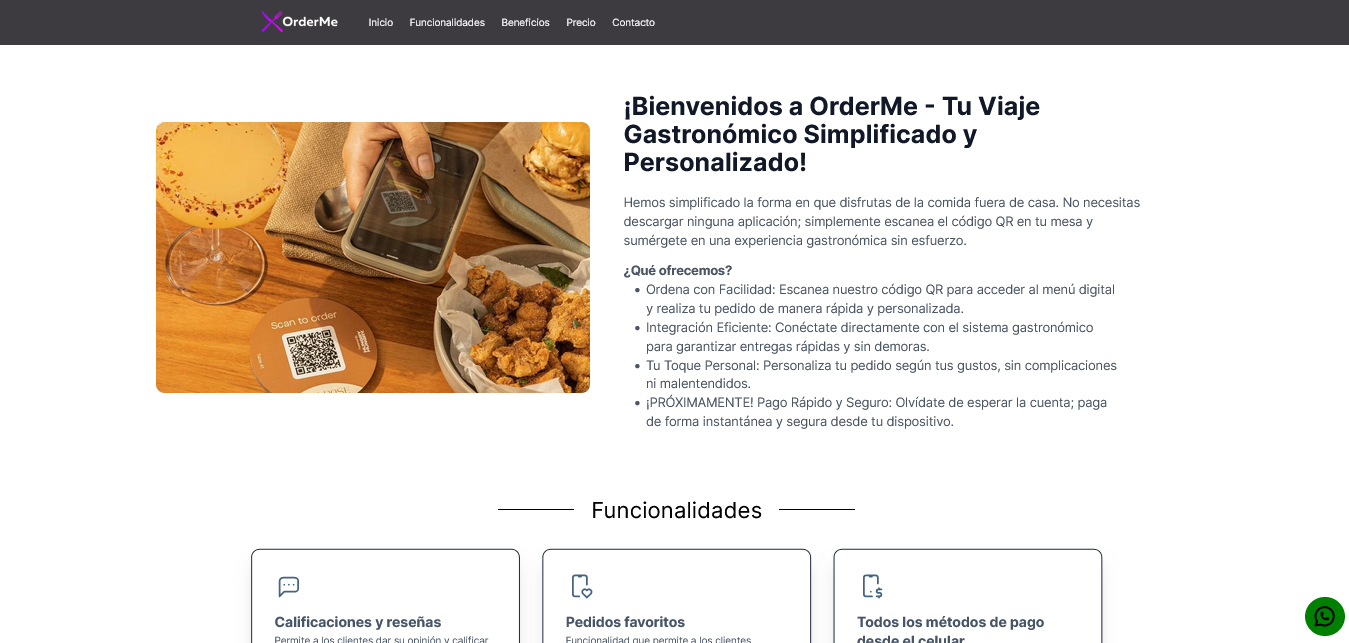 OrderMe
Inicio
Funcionalidades
Beneficios
Precio
Contacto
¡Bienvenidos a OrderMe - Tu Viaje
Gastronómico Simplificado y
Personalizado!
Hemos simplificado la forma en que disfrutas de la comida fuera de casa. No necesitas
descargar ninguna aplicación; simplemente escanea el código QR en tu mesa y
sumérgete en una experiencia gastronómica sin esfuerzo.
¿Qué ofrecemos?
• Ordena con Facilidad: Escanea nuestro código QR para acceder al menú digital
y realiza tu pedido de manera rápida y personalizada.
• Integración Eficiente: Conéctate directamente con el sistema gastronómico
para garantizar entregas rápidas y sin demoras.
• Tu Toque Personal: Personaliza tu pedido según tus gustos, sin complicaciones
ni malentendidos.
• ¡PRÓXIMAMENTE! Pago Rápido y Seguro: Olvídate de esperar la cuenta; paga
de forma instantánea y segura desde tu dispositivo.
Scan to order
Funcionalidades
Calificaciones y reseñas
Permite a los clientes dar su opinión y calificar
Pedidos favoritos
Funcionalidad que permite a los clientes
Todos los métodos de pago
desde el celular